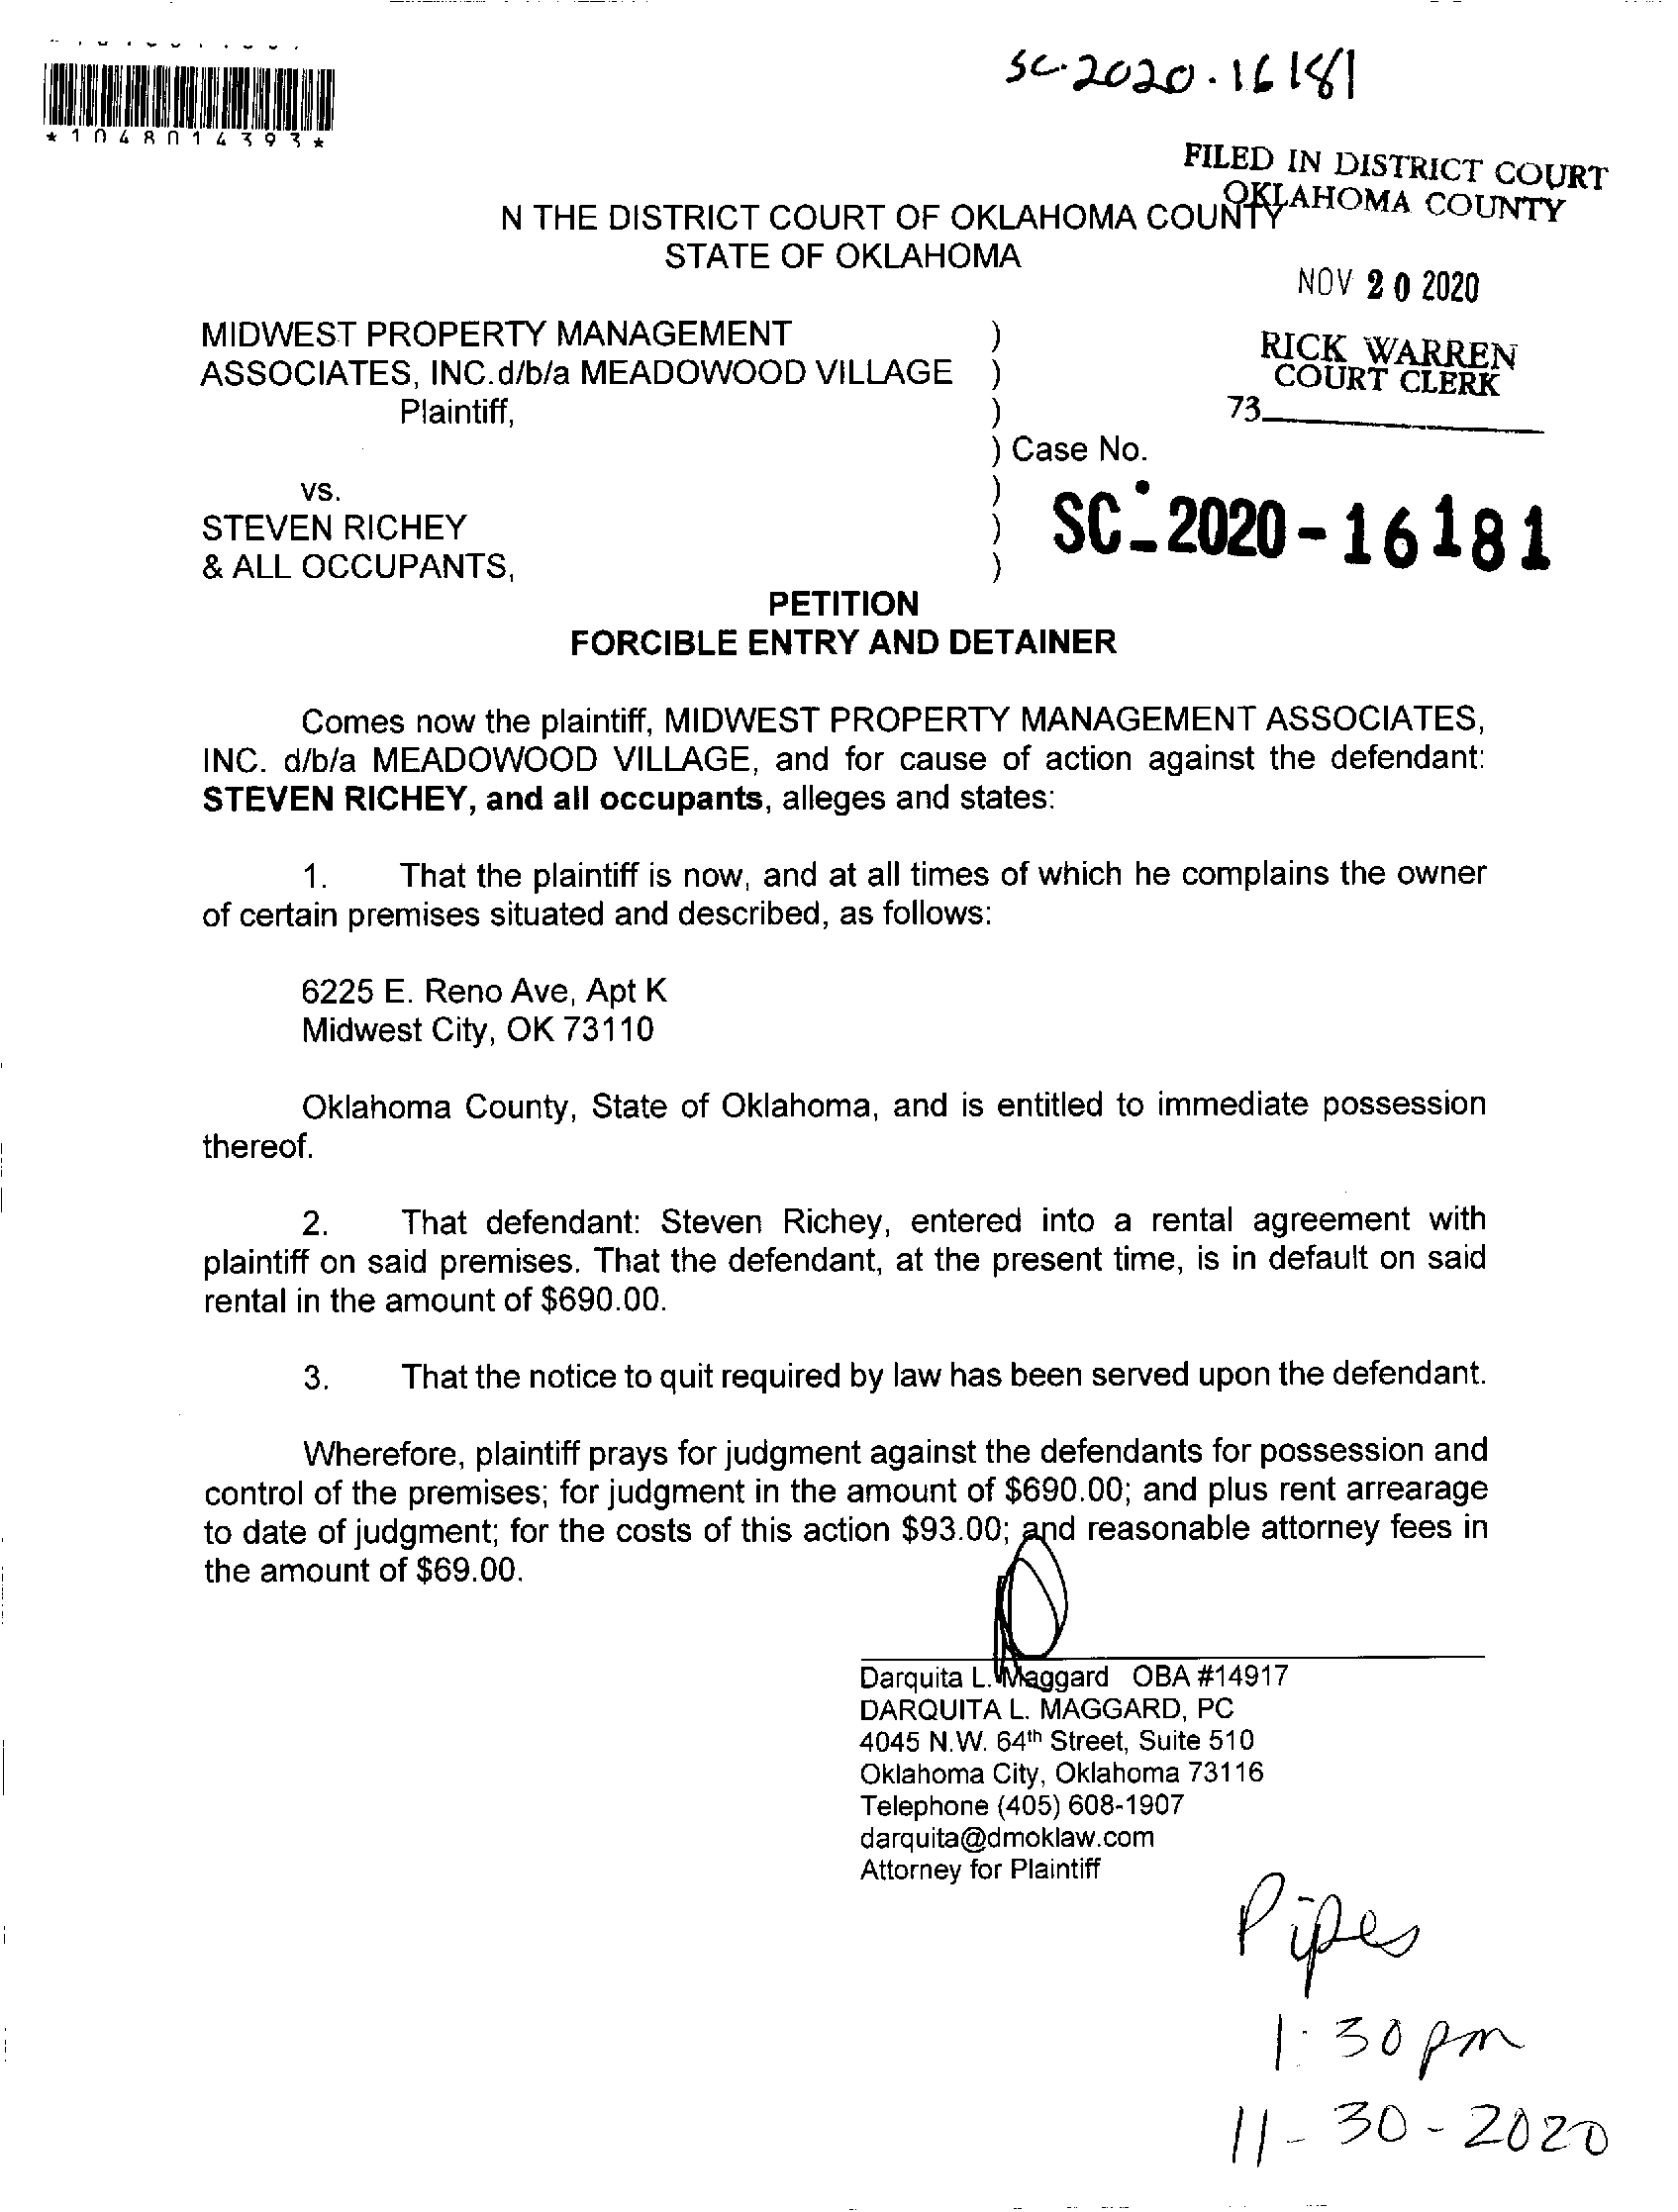 *1048014393*
SC-2020-16181
FILED IN DISTRICT COURT
OKLAHOMA COUNTY
N THE DISTRICT COURT OF OKLAHOMA COUNTY
STATE OF OKLAHOMA
NOV 20 2020
RICK WARREN
COURT CLERK
73
MIDWEST PROPERTY MANAGEMENT )
ASSOCIATES, INC.d/b/a MEADOWOOD VILLAGE )
Plaintiff, )
) Case No.
vs. )
STEVEN RICHEY ) SC-2020-16181
& ALL OCCUPANTS, )
PETITION
FORCIBLE ENTRY AND DETAINER
Comes now the plaintiff, MIDWEST PROPERTY MANAGEMENT ASSOCIATES,
INC. d/b/a MEADOWOOD VILLAGE, and for cause of action against the defendant:
STEVEN RICHEY, and all occupants, alleges and states:
1. That the plaintiff is now, and at all times of which he complains the owner
of certain premises situated and described, as follows:
6225 E. Reno Ave, Apt K
Midwest City, OK 73110
Oklahoma County, State of Oklahoma, and is entitled to immediate possession
thereof.
2. That defendant: Steven Richey, entered into a rental agreement with
plaintiff on said premises. That the defendant, at the present time, is in default on said
rental in the amount of $690.00.
3. That the notice to quit required by law has been served upon the defendant.
Wherefore, plaintiff prays for judgment against the defendants for possession and
control of the premises; for judgment in the amount of $690.00; and plus rent arrearage
to date of judgment; for the costs of this action $93.00; and reasonable attorney fees in
the amount of $69.00.
Darquita L. Maggard OBA #14917
DARQUITA L. MAGGARD, PC
4045 N.W. 64th Street, Suite 510
Oklahoma City, Oklahoma 73116
Telephone (405) 608-1907
darquita@dmoklaw.com
Attorney for Plaintiff
Pipes
1:30 pm
11-30-2020